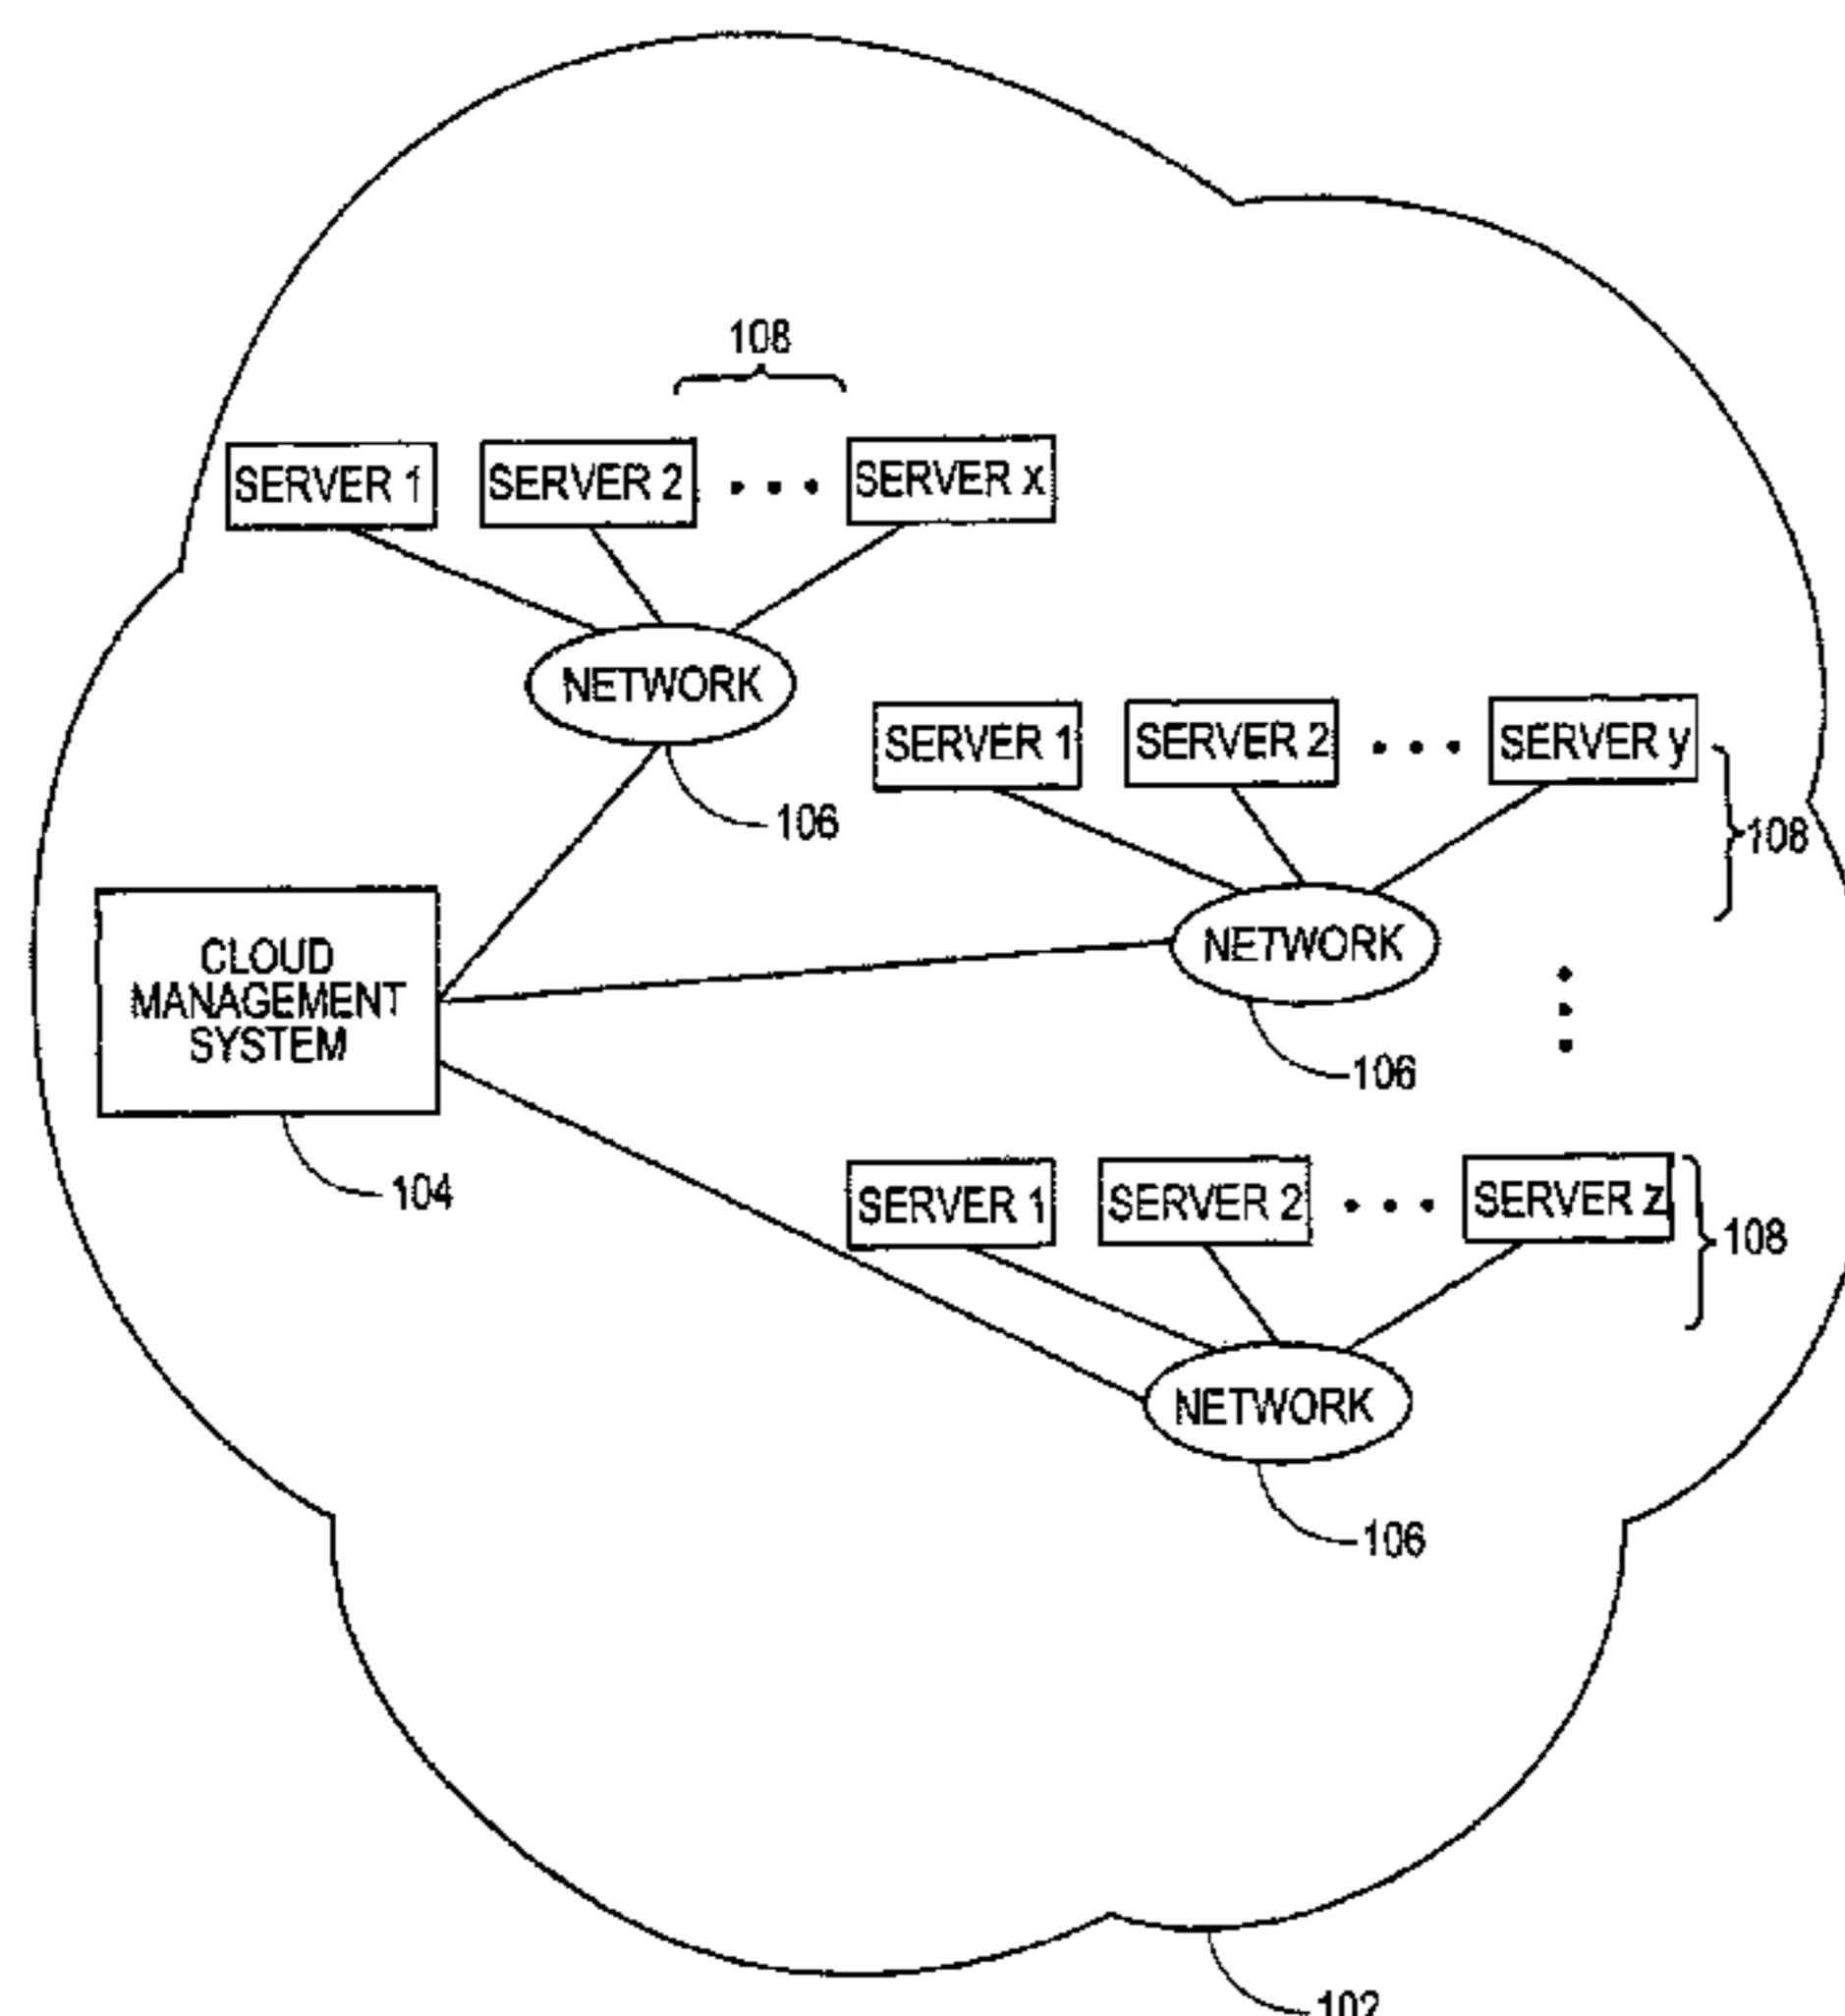 108
SERVER 1 SERVER 2 • • • SERVER x
NETWORK
106
SERVER 1 SERVER 2 • • • SERVER y
108
NETWORK
106
CLOUD
MANAGEMENT
SYSTEM
104
SERVER 1 SERVER 2 • • • SERVER z
108
NETWORK
106
102